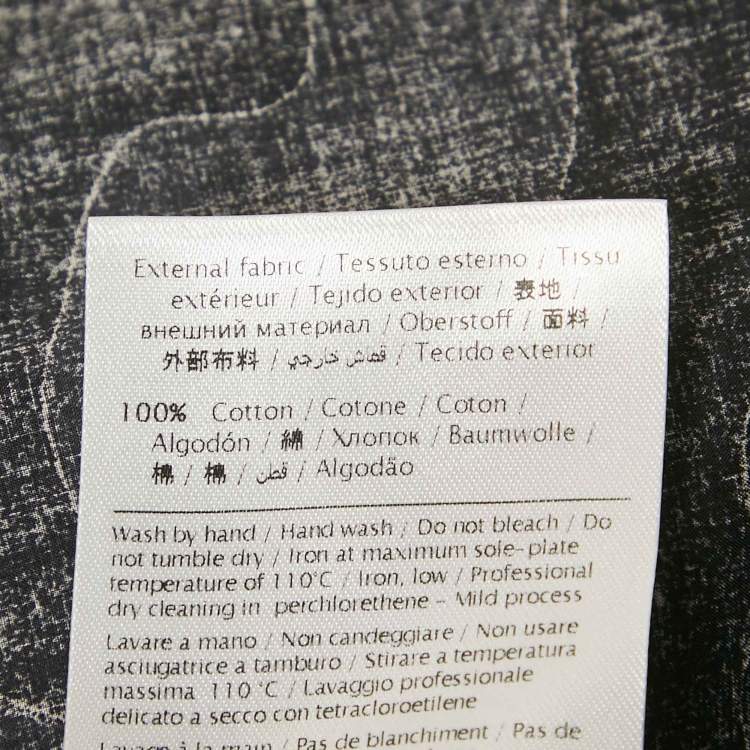 External fabric / Tessuto esterno / Tissu
extérieur / Tejido exterior / 表地 /
внешний материал / Oberstoff / 面料 /
外部布料 / قماش خارجي / Tecido exterior
100% Cotton / Cotone / Coton /
Algodón / 綿 / Хлопок / Baumwolle /
棉 / 棉 / قطن / Algodão
Wash by hand / Hand wash / Do not bleach / Do
not tumble dry / Iron at maximum sole-plate
temperature of 110°C / Iron, low / Professional
dry cleaning in perchlorethene - Mild process
Lavare a mano / Non candeggiare / Non usare
asciugatrice a tamburo / Stirare a temperatura
massima 110 °C / Lavaggio professionale
delicato a secco con tetracloroetilene
Lavage à la main / Pas de blanchiment / Pas de